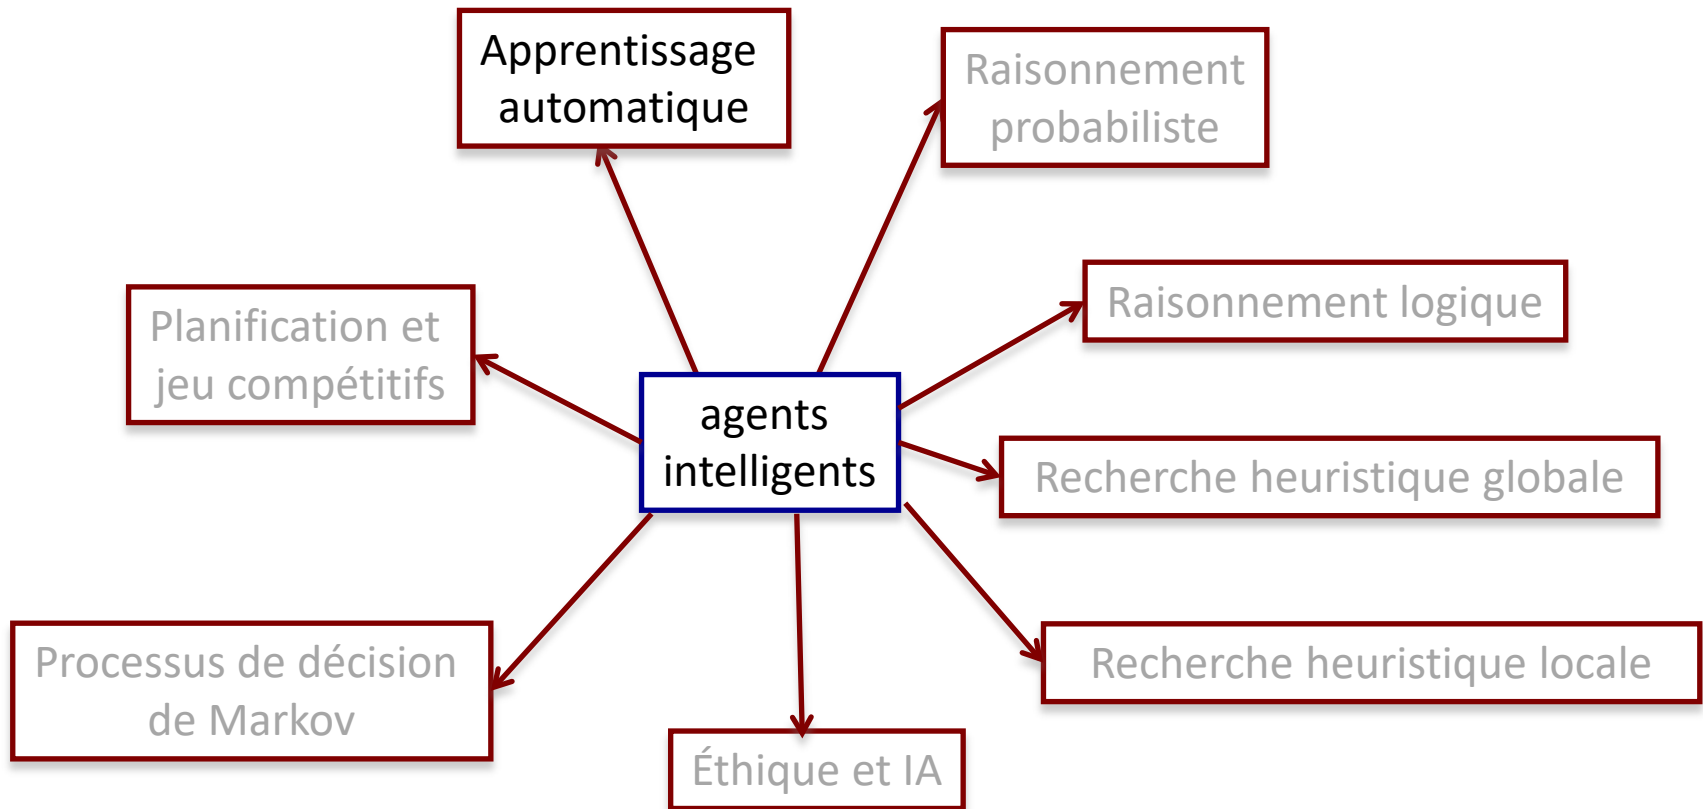 Apprentissage
automatique
Raisonnement
probabiliste
Raisonnement logique
Planification et
jeu compétitifs
agents
intelligents
Recherche heuristique globale
Recherche heuristique locale
Processus de décision
de Markov
Éthique et IA